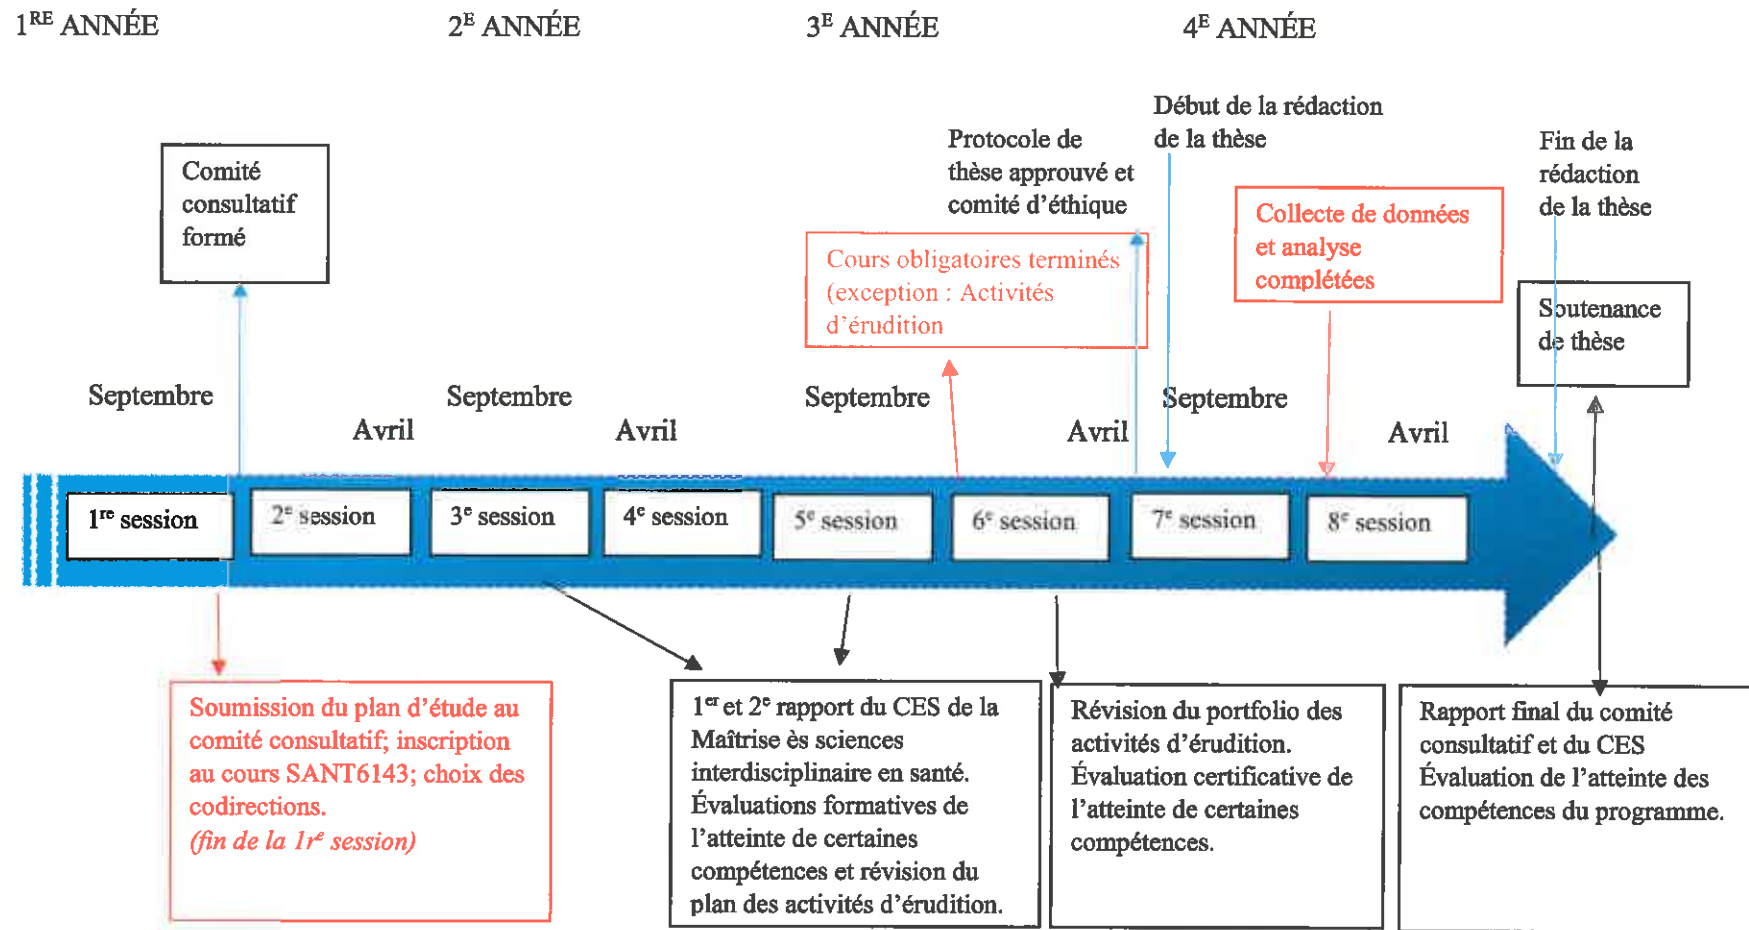 1RE ANNÉE
2E ANNÉE
3E ANNÉE
4E ANNÉE
Comité
consultatif
formé
Cours obligatoires terminés
(exception : Activités
d’érudition
Protocole de
thèse approuvé et
comité d’éthique
Début de la rédaction
de la thèse
Collecte de données
et analyse
complétées
Fin de la
rédaction
de la thèse
Soutenance
de thèse
Septembre
Avril
Septembre
Avril
Septembre
Avril
Septembre
Avril
1re session
2e session
3e session
4e session
5e session
6e session
7e session
8e session
Soumission du plan d’étude au
comité consultatif; inscription
au cours SANT6143; choix des
codirections.
(fin de la 1re session)
1er et 2e rapport du CES de la
Maîtrise ès sciences
interdisciplinaire en santé.
Évaluations formatives de
l’atteinte de certaines
compétences et révision du
plan des activités d’érudition.
Révision du portfolio des
activités d’érudition.
Évaluation certificative de
l’atteinte de certaines
compétences.
Rapport final du comité
consultatif et du CES
Évaluation de l’atteinte des
compétences du programme.